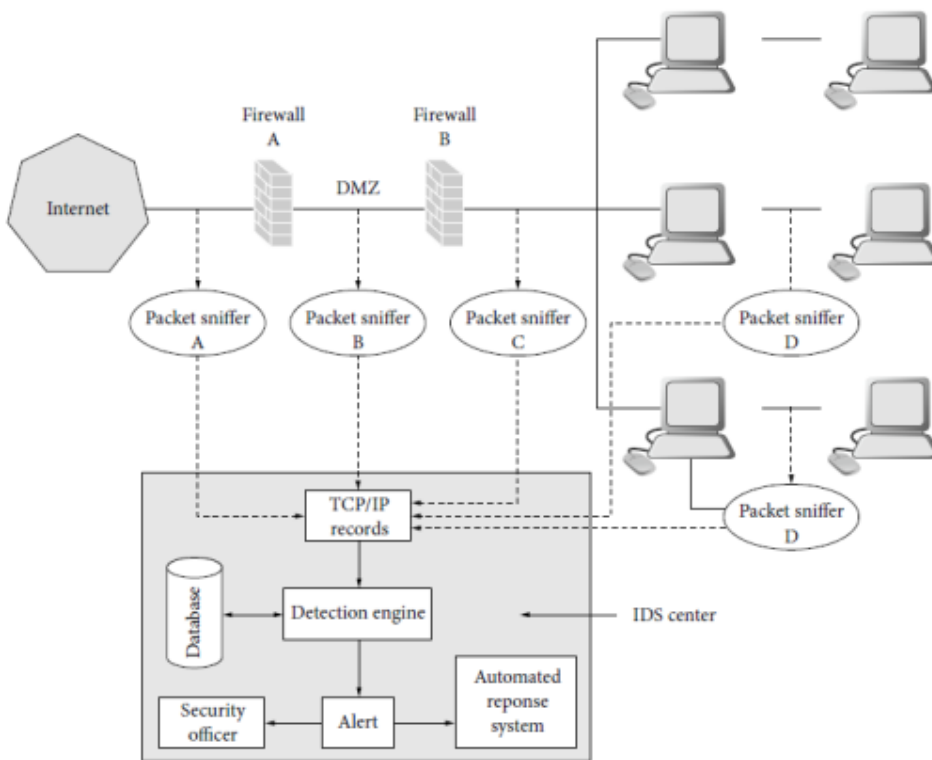 Firewall
A
Firewall
B
DMZ
Internet
Packet sniffer
A
Packet sniffer
B
Packet sniffer
C
Packet sniffer
D
TCP/IP
records
Packet sniffer
D
Database
Detection engine
IDS center
Security
officer
Alert
Automated
reponse
system